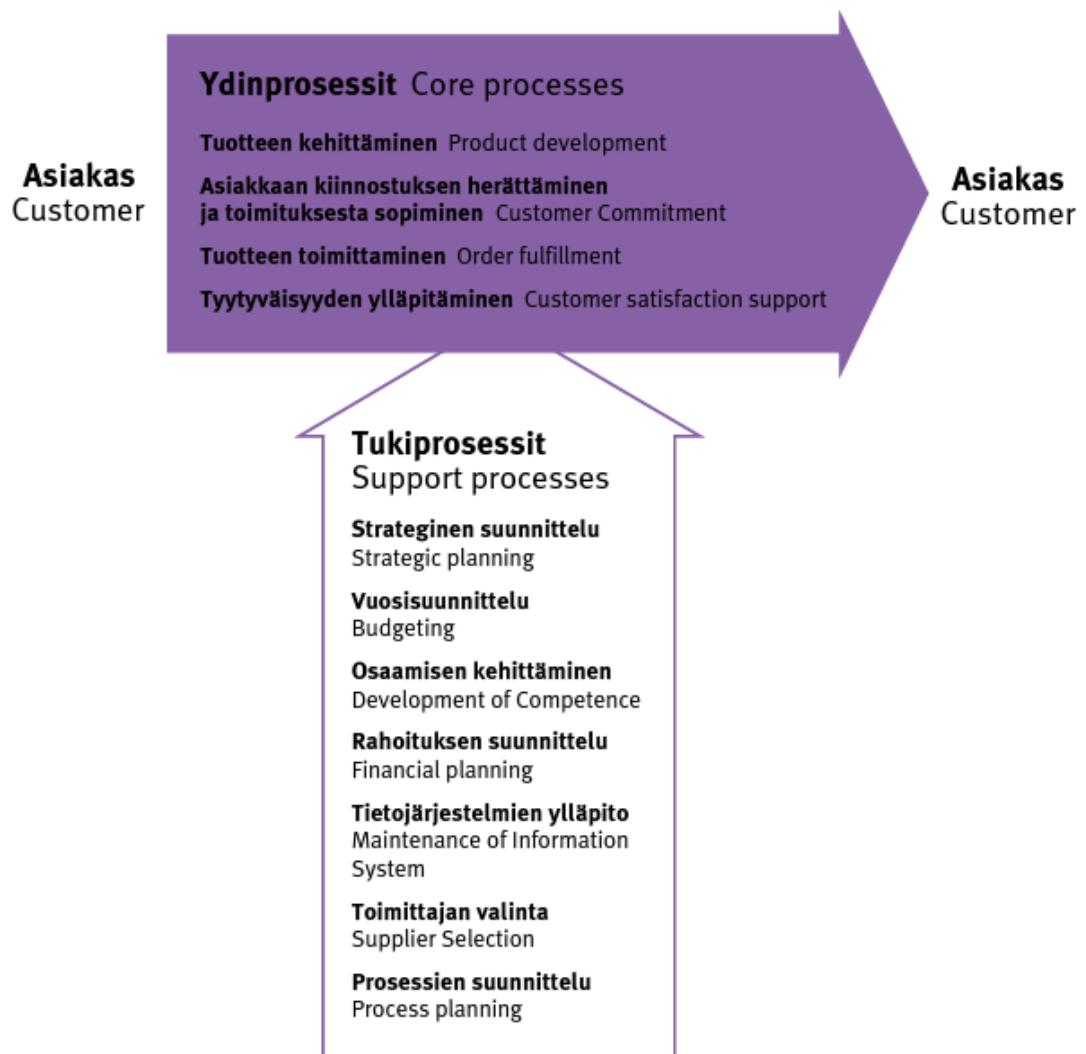 Ydinprosessit Core processes
Tuotteen kehittäminen Product development
Asiakkaan kiinnostuksen herättäminen
ja toimituksesta sopiminen Customer Commitment
Tuotteen toimittaminen Order fulfillment
Tyytyväisyyden ylläpitäminen Customer satisfaction support
Asiakas
Customer
Asiakas
Customer
Tukiprosessit
Support processes
Strateginen suunnittelu
Strategic planning
Vuosisuunnittelu
Budgeting
Osaamisen kehittäminen
Development of Competence
Rahoituksen suunnittelu
Financial planning
Tietojärjestelmien ylläpito
Maintenance of Information
System
Toimittajan valinta
Supplier Selection
Prosessien suunnittelu
Process planning